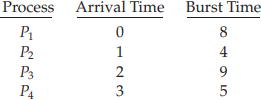 Process Arrival Time Burst Time
P1 0 8
P2 1 4
P3 2 9
P4 3 5